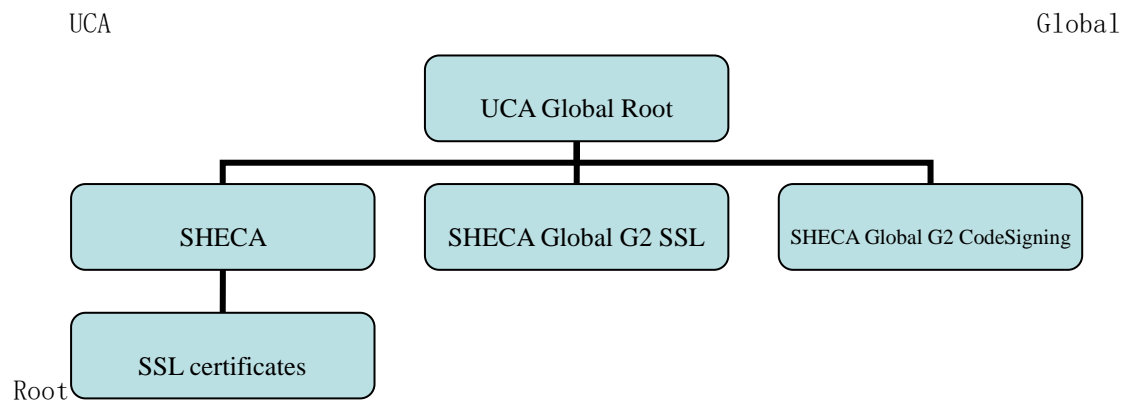 UCA Global
UCA Global Root
SHECA
SHECA Global G2 SSL
SHECA Global G2 CodeSigning
SSL certificates
Root